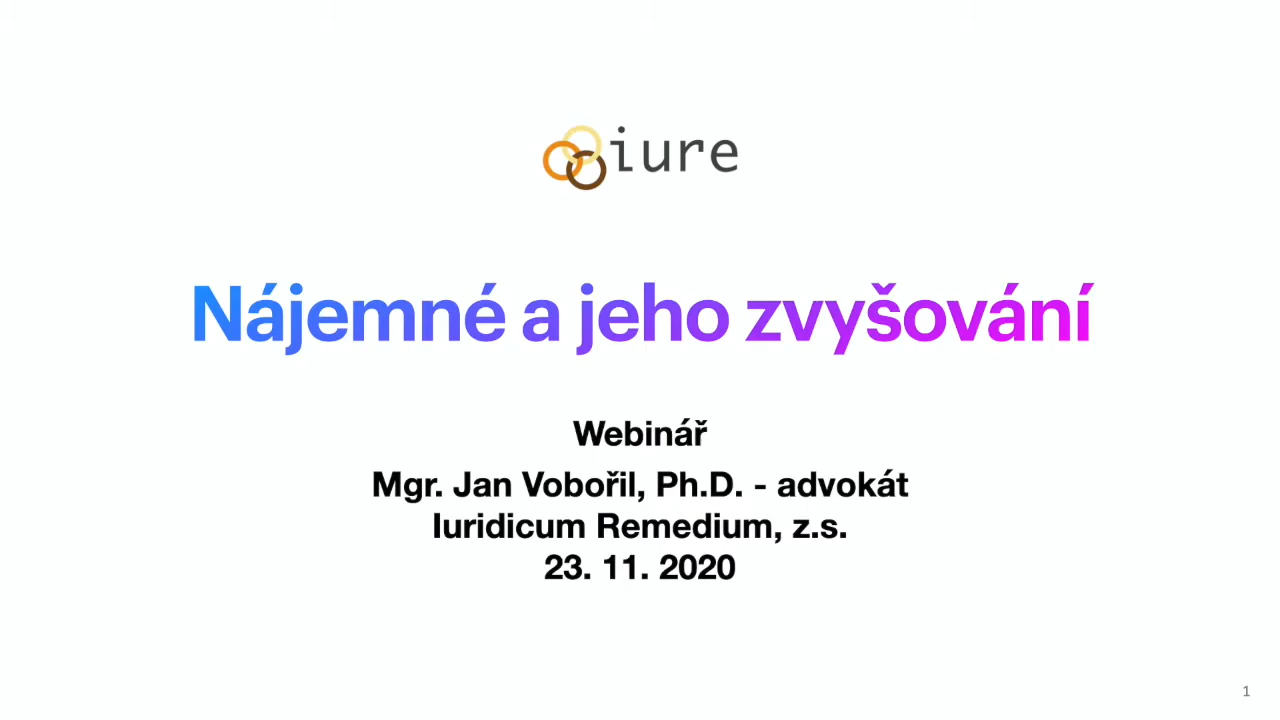 iure
Nájemné a jeho zvyšování
Webinář
Mgr. Jan Vobořil, Ph.D. - advokát
Iuridicum Remedium, z.s.
23. 11. 2020
1